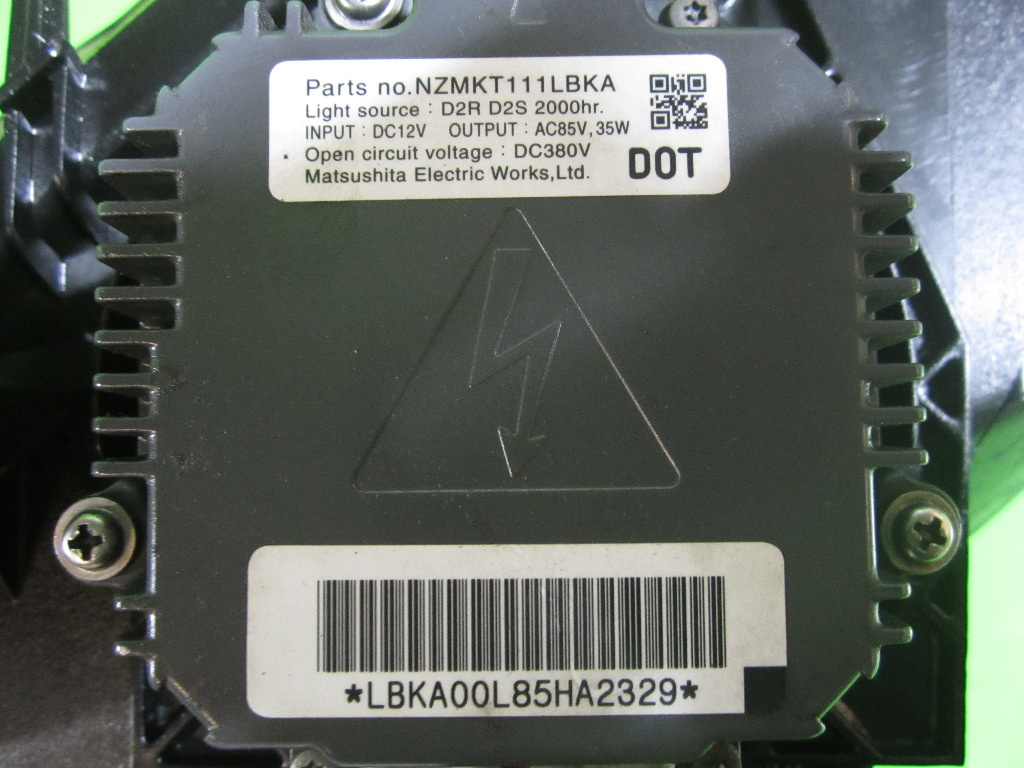 Parts no.NZMKT111LBKA
Light source : D2R D2S 2000hr.
INPUT : DC12V OUTPUT : AC85V, 35W
Open circuit voltage : DC380V
DOT
Matsushita Electric Works,Ltd.
*LBKA00L85HA2329*